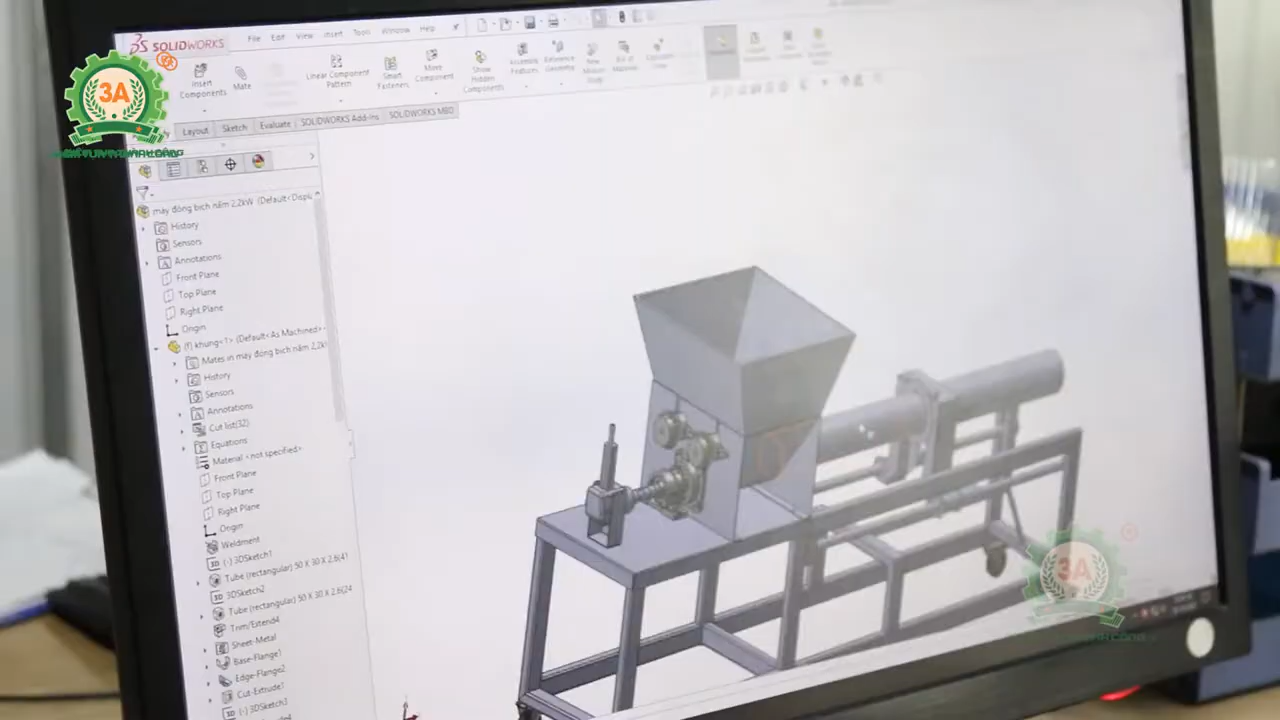 SOLIDWORKS
File Edit View Insert Tools Window Help
Insert Components
Mate
Linear Component Pattern
Smart Fasteners
Move Component
Show Hidden Components
Assembly Features
Reference Geometry
New Motion Study
Bill of Materials
Layout Sketch Evaluate SOLIDWORKS Add-Ins SOLIDWORKS MBD
3A
máy đóng bịch nấm 2,2kW (Default<Displa
History
Sensors
Annotations
Front Plane
Top Plane
Right Plane
Origin
(f) khung<1> (Default<As Machined>
Mates in máy đóng bịch nấm 2,2k
History
Sensors
Annotations
Cut list(32)
Equations
Material <not specified>
Front Plane
Top Plane
Right Plane
Origin
Weldment
(-) 3DSketch1
Tube (rectangular) 50 X 30 X 2.6(4)
3DSketch2
Tube (rectangular) 50 X 30 X 2.6(24
Trim/Extend4
Sheet-Metal
Base-Flange1
Edge-Flange2
Cut-Extrude1
(-) 3DSketch3
3A